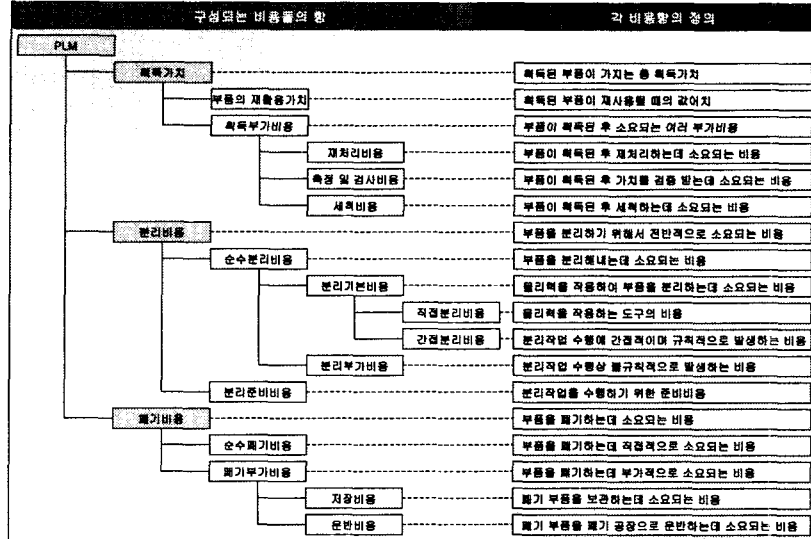 구성되는 비용들의 항 각 비용항의 정의
PLM
획득가치 획득된 부품이 가지는 총 획득가치
부품의 재활용가치 획득된 부품이 재사용될 때의 값어치
획득부가비용 부품이 획득된 후 소요되는 여러 부가비용
재처리비용 부품이 획득된 후 재처리하는데 소요되는 비용
측정 및 검사비용 부품이 획득된 후 가치를 검증 받는데 소요되는 비용
세척비용 부품이 획득된 후 세척하는데 소요되는 비용
분리비용 부품을 분리하기 위해서 전반적으로 소요되는 비용
순수분리비용 부품을 분리해내는데 소요되는 비용
분리기본비용 물리력을 작용하여 부품을 분리하는데 소요되는 비용
직접분리비용 물리력을 작용하는 도구의 비용
간접분리비용 분리작업 수행에 간접적이며 규칙적으로 발생하는 비용
분리부가비용 분리작업 수행상 불규칙적으로 발생하는 비용
분리준비비용 분리작업을 수행하기 위한 준비비용
폐기비용 부품을 폐기하는데 소요되는 비용
순수폐기비용 부품을 폐기하는데 직접적으로 소요되는 비용
폐기부가비용 부품을 폐기하는데 부가적으로 소요되는 비용
저장비용 폐기 부품을 보관하는데 소요되는 비용
운반비용 폐기 부품을 폐기 공장으로 운반하는데 소요되는 비용